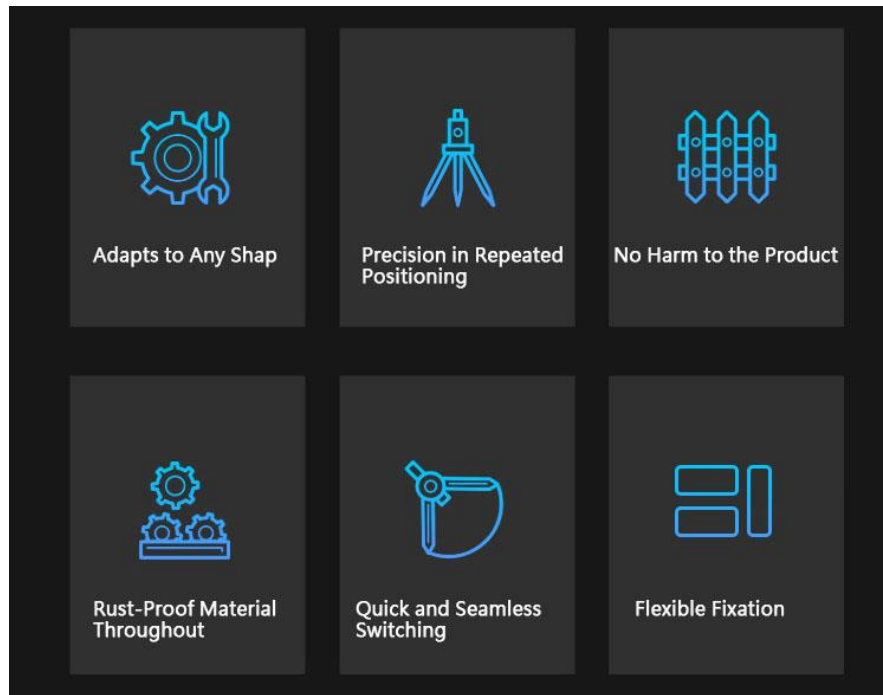 Adapts to Any Shap
Precision in Repeated
Positioning
No Harm to the Product
Rust-Proof Material
Throughout
Quick and Seamless
Switching
Flexible Fixation